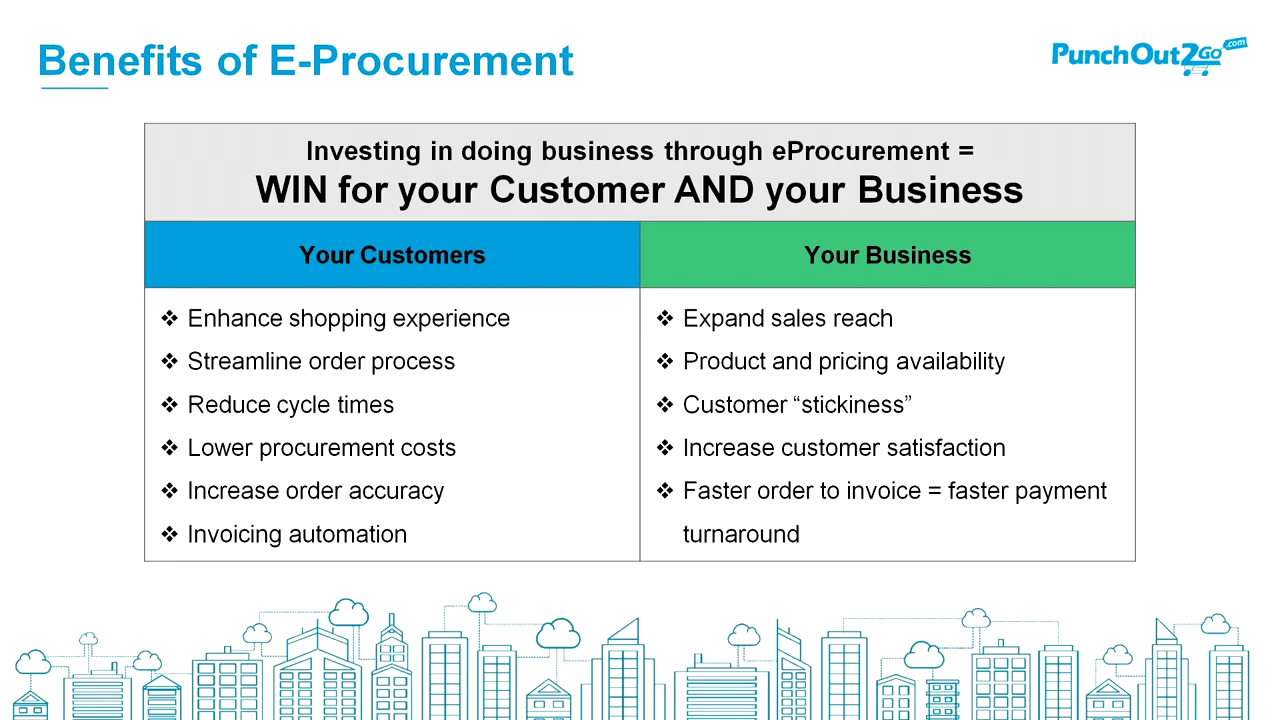 Benefits of E-Procurement
PunchOut2Go.com
Investing in doing business through eProcurement =
WIN for your Customer AND your Business
Your Customers
Your Business
❖ Enhance shopping experience
❖ Streamline order process
❖ Reduce cycle times
❖ Lower procurement costs
❖ Increase order accuracy
❖ Invoicing automation
❖ Expand sales reach
❖ Product and pricing availability
❖ Customer “stickiness”
❖ Increase customer satisfaction
❖ Faster order to invoice = faster payment
turnaround